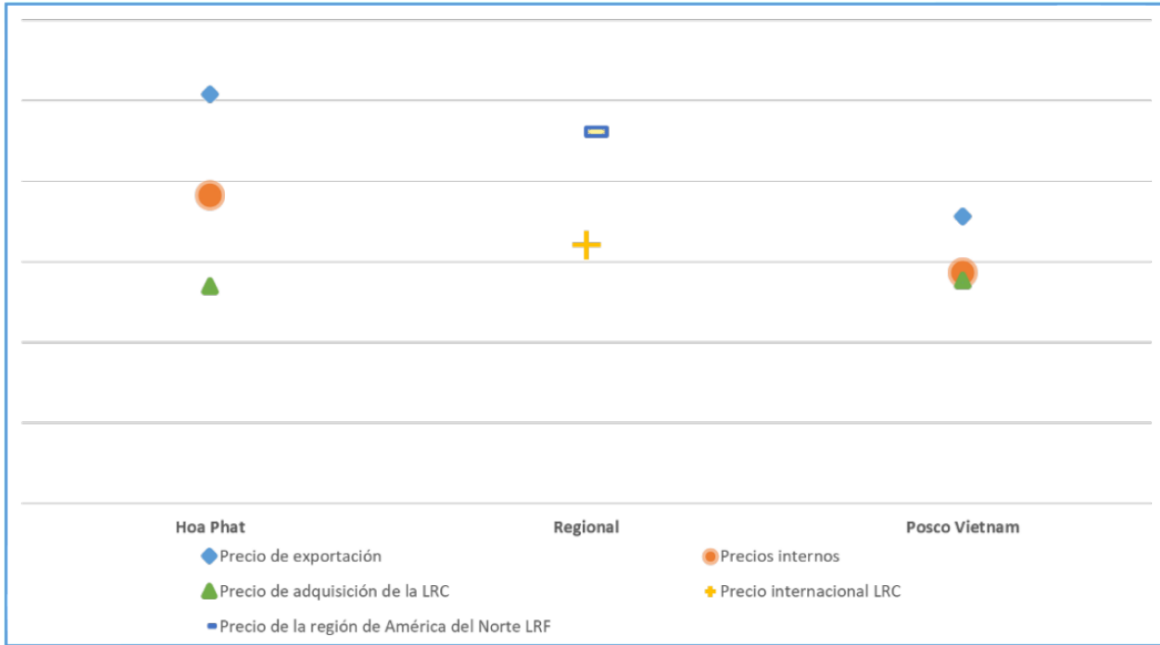 Hoa Phat Regional Posco Vietnam
Precio de exportación Precios internos
Precio de adquisición de la LRC Precio internacional LRC
Precio de la región de América del Norte LRF